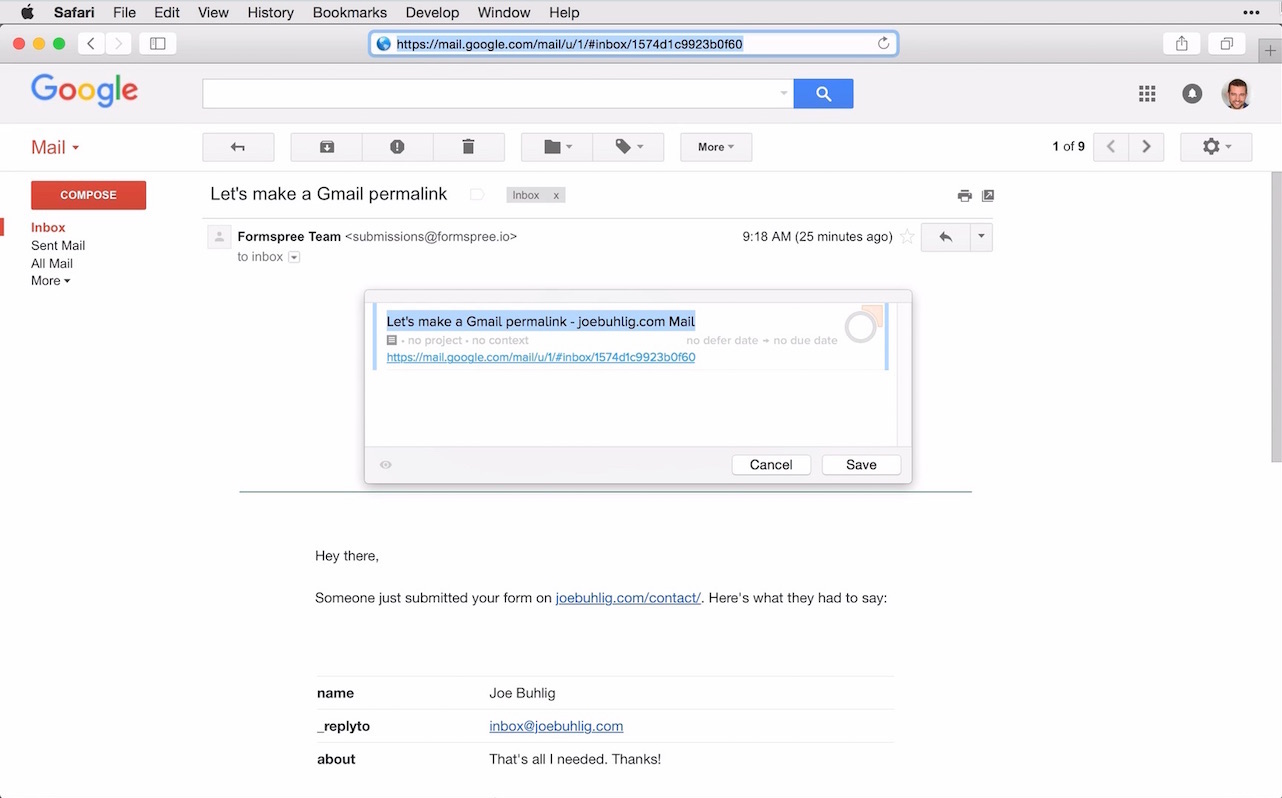 Safari File Edit View History Bookmarks Develop Window Help
https://mail.google.com/mail/u/1/#inbox/1574d1c9923b0f60
Google
Mail
More
1 of 9
COMPOSE
Let's make a Gmail permalink
Inbox x
Inbox
Sent Mail
All Mail
More
Formspree Team <submissions@formspree.io>
9:18 AM (25 minutes ago)
to inbox
Let's make a Gmail permalink - joebuhlig.com Mail
• no project • no context
no defer date → no due date
https://mail.google.com/mail/u/1/#inbox/1574d1c9923b0f60
Cancel
Save
Hey there,
Someone just submitted your form on joebuhlig.com/contact/. Here's what they had to say:
name Joe Buhlig
_replyto inbox@joebuhlig.com
about That's all I needed. Thanks!